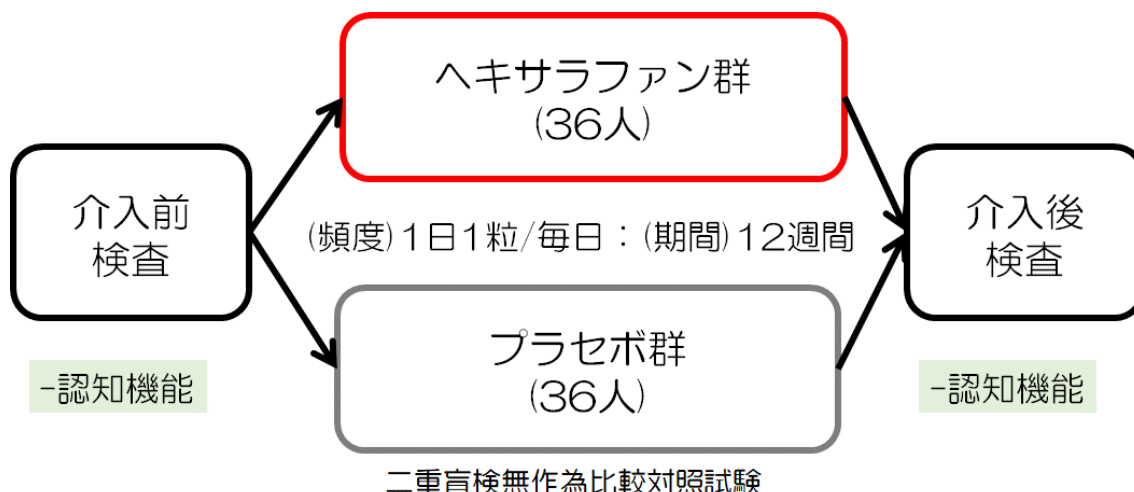 ヘキサラファン群
(36人)
介入前
検査
(頻度)1日1粒/毎日：(期間)12週間
介入後
検査
プラセボ群
(36人)
-認知機能
-認知機能
二重盲検無作為比較対照試験